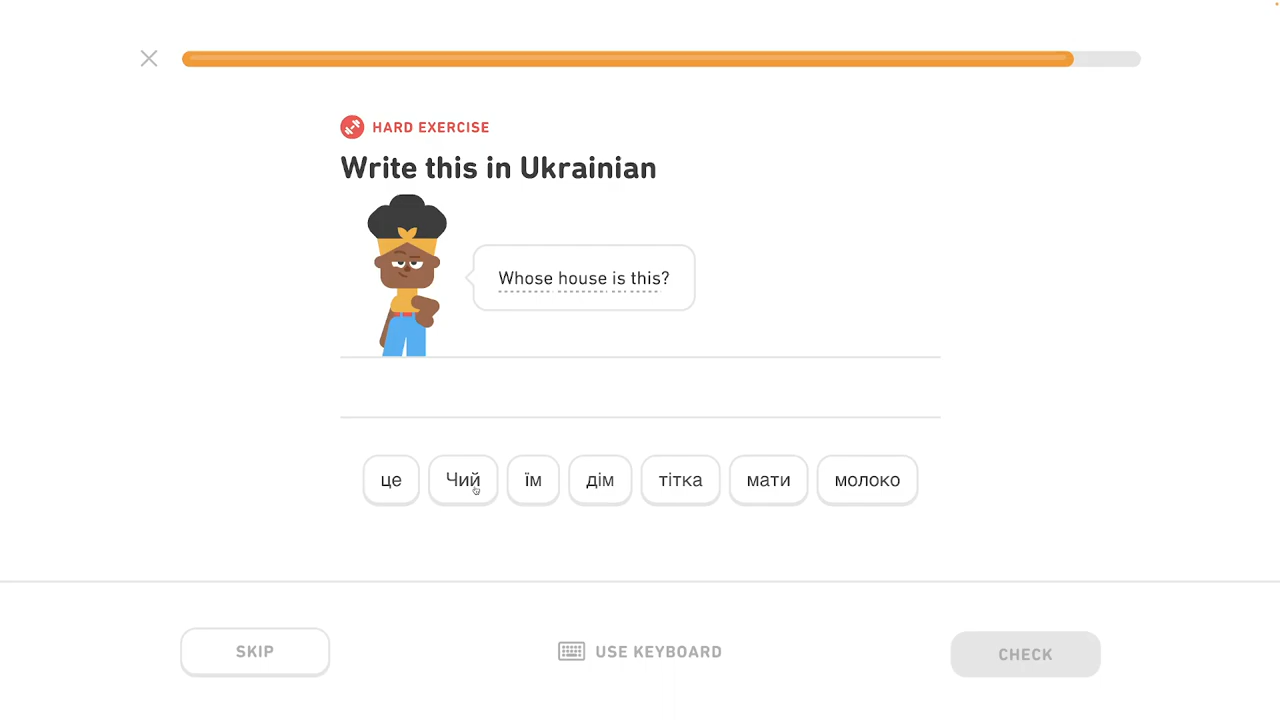 HARD EXERCISE
Write this in Ukrainian
Whose house is this?
це Чий їм дім тітка мати молоко
SKIP USE KEYBOARD CHECK